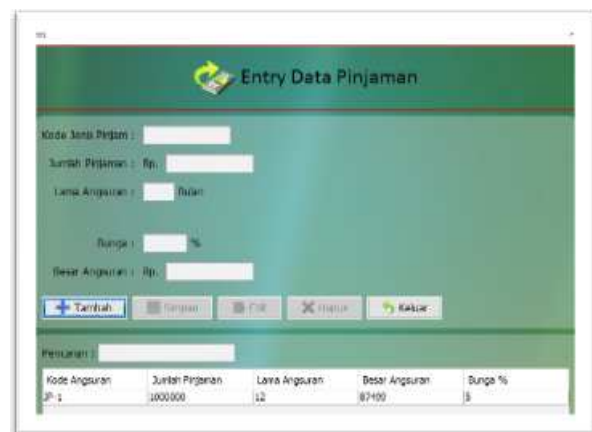 Entry Data Pinjaman
Kode Jenis Pinjam :
Jumlah Pinjaman : Rp.
Lama Angsuran : Bulan
Bunga : %
Besar Angsuran : Rp.
Tambah Simpan Edit Hapus Keluar
Pencarian :
Kode Angsuran Jumlah Pinjaman Lama Angsuran Besar Angsuran Bunga %
JP-1 1000000 12 87499 5